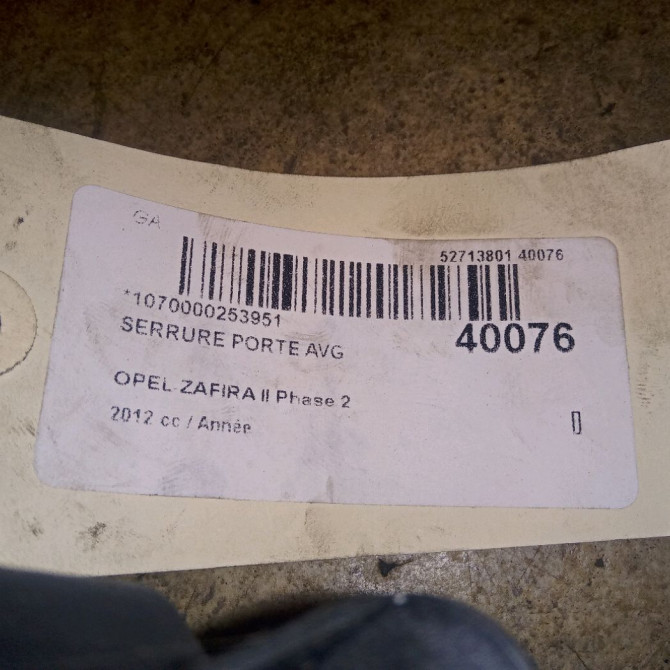 GA
52713801 40076
*1070000253951
40076
SERRURE PORTE AVG
OPEL ZAFIRA II Phase 2
2012 cc / Année
[]